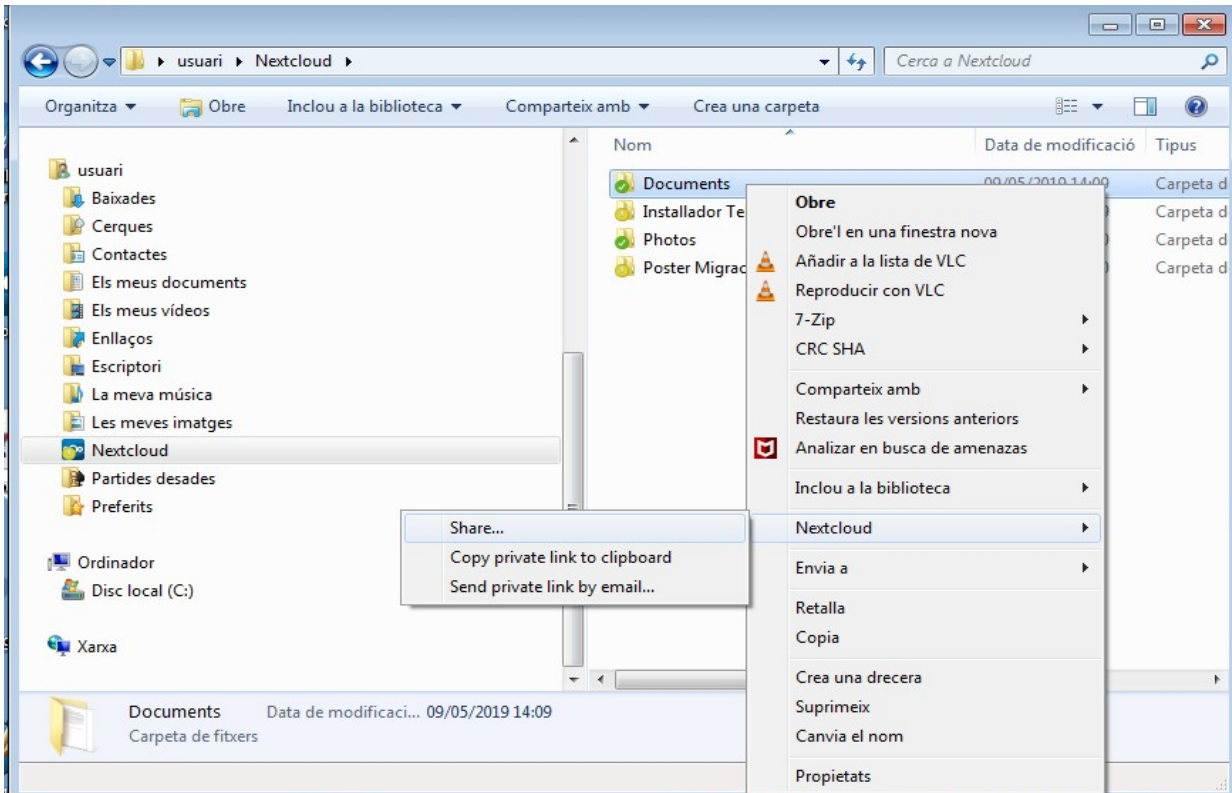 usuari ▸ Nextcloud ▸
Cerca a Nextcloud
Organitza
Obre
Inclou a la biblioteca
Comparteix amb
Crea una carpeta
usuari
Baixades
Cerques
Contactes
Els meus documents
Els meus vídeos
Enllaços
Escriptori
La meva música
Les meves imatges
Nextcloud
Partides desades
Preferits
Ordinador
Disc local (C:)
Xarxa
Nom
Data de modificació
Tipus
Documents
09/05/2019 14:09
Carpeta d
Installador Te
Carpeta d
Photos
Carpeta d
Poster Migrac
Carpeta d
Obre
Obre'l en una finestra nova
Añadir a la lista de VLC
Reproducir con VLC
7-Zip
CRC SHA
Comparteix amb
Restaura les versions anteriors
Analizar en busca de amenazas
Inclou a la biblioteca
Nextcloud
Share...
Copy private link to clipboard
Send private link by email...
Envia a
Retalla
Copia
Crea una drecera
Suprimeix
Canvia el nom
Propietats
Documents
Data de modificaci... 09/05/2019 14:09
Carpeta de fitxers